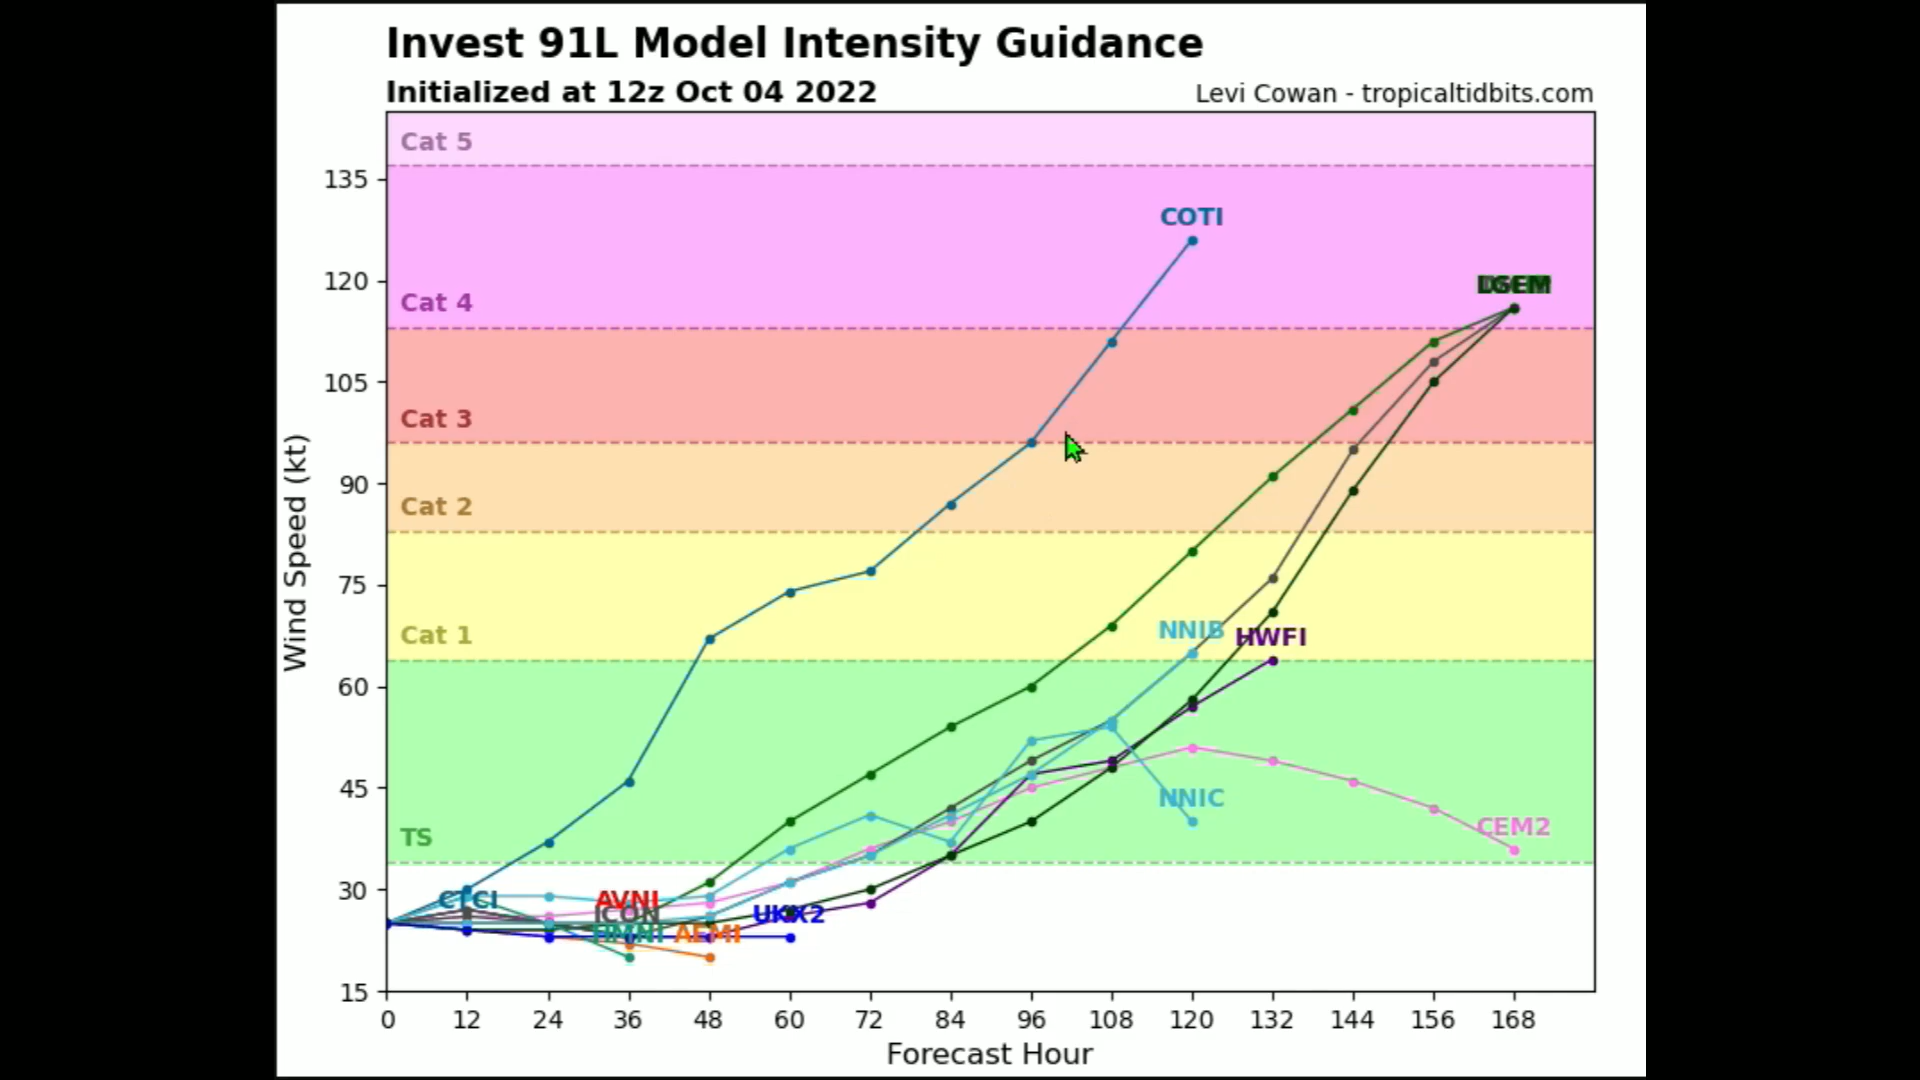 Invest 91L Model Intensity Guidance
Initialized at 12z Oct 04 2022
Levi Cowan - tropicaltidbits.com
Cat 5
135
COTI
120
LGEM
Cat 4
105
Cat 3
90
Cat 2
75
Cat 1
NNIB
HWFI
60
45
NNIC
CEM2
TS
30
CTCI
AVNI
ICON
UKX2
HMNI
AEMI
15
Wind Speed (kt)
0 12 24 36 48 60 72 84 96 108 120 132 144 156 168
Forecast Hour